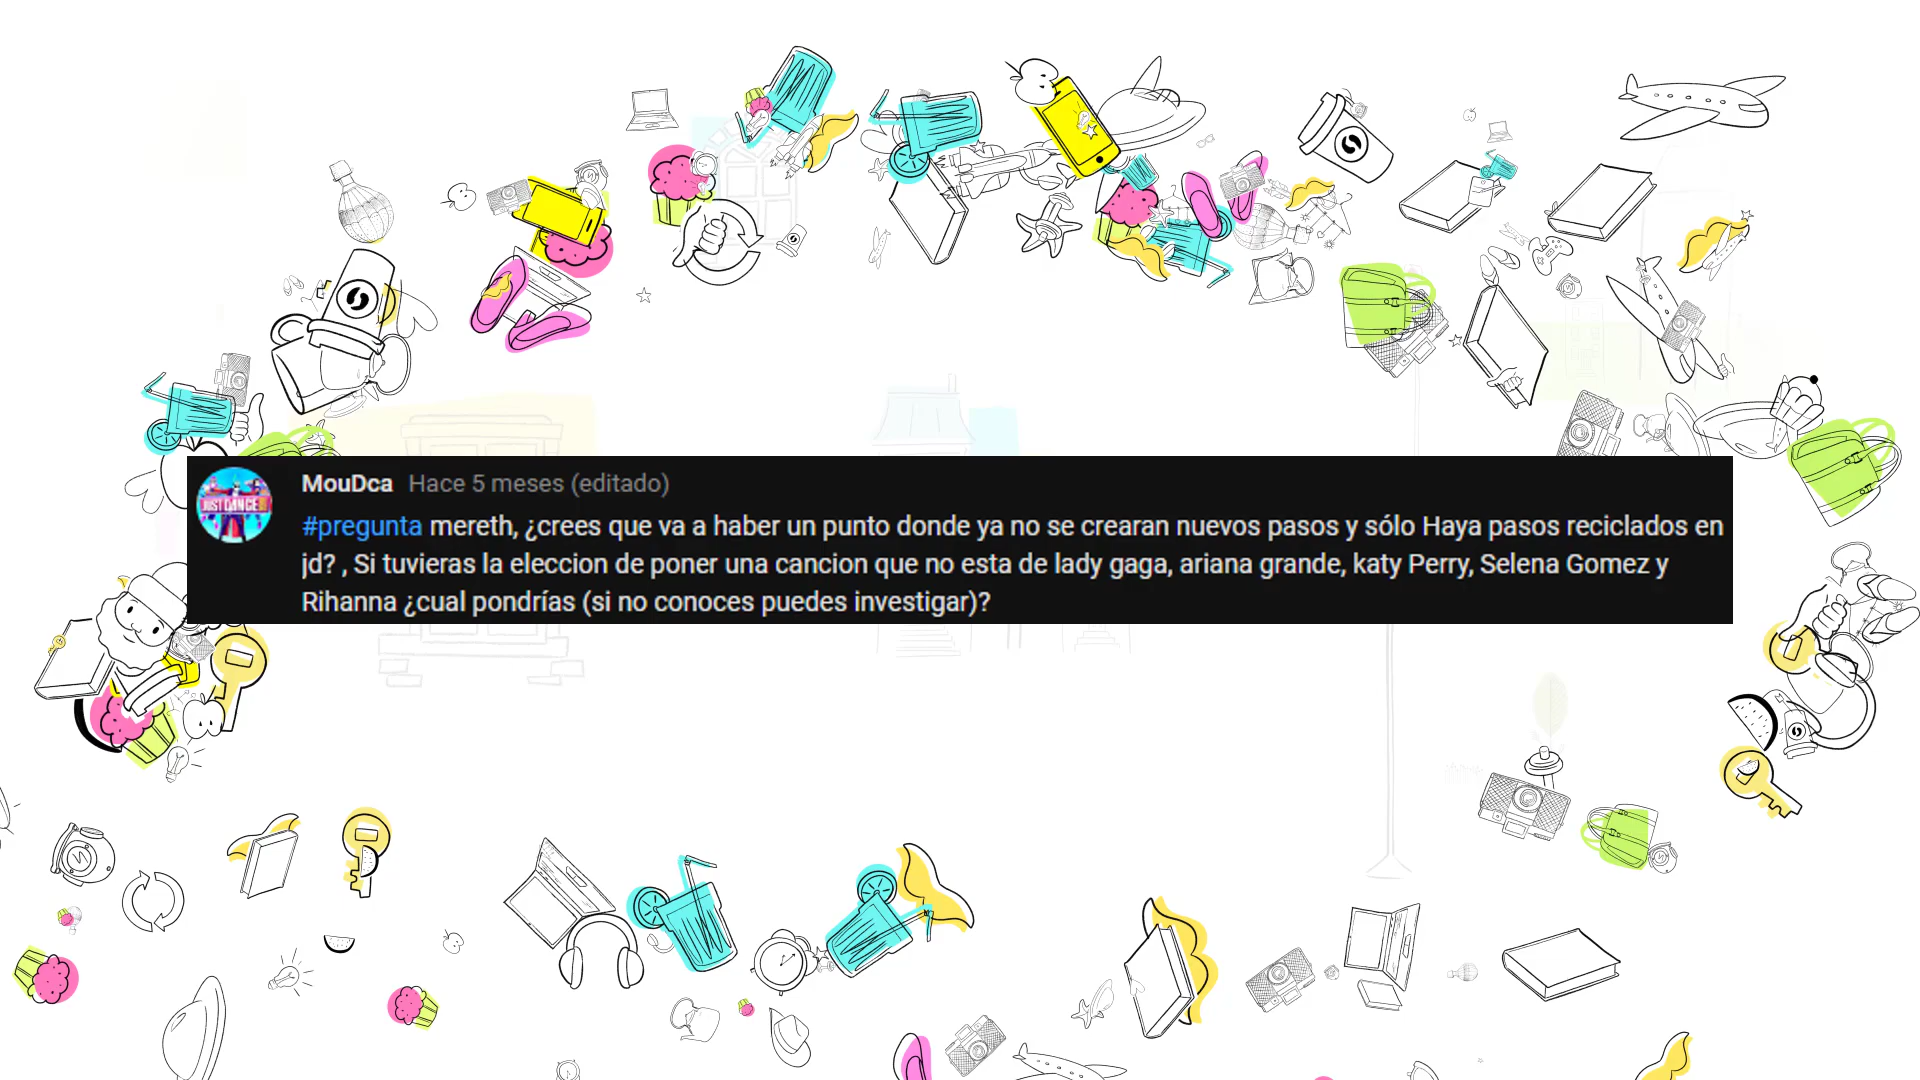 MouDca Hace 5 meses (editado)
#pregunta mereth, ¿crees que va a haber un punto donde ya no se crearan nuevos pasos y sólo Haya pasos reciclados en
jd? , Si tuvieras la eleccion de poner una cancion que no esta de lady gaga, ariana grande, katy Perry, Selena Gomez y
Rihanna ¿cual pondrías (si no conoces puedes investigar)?
JUST DANCE